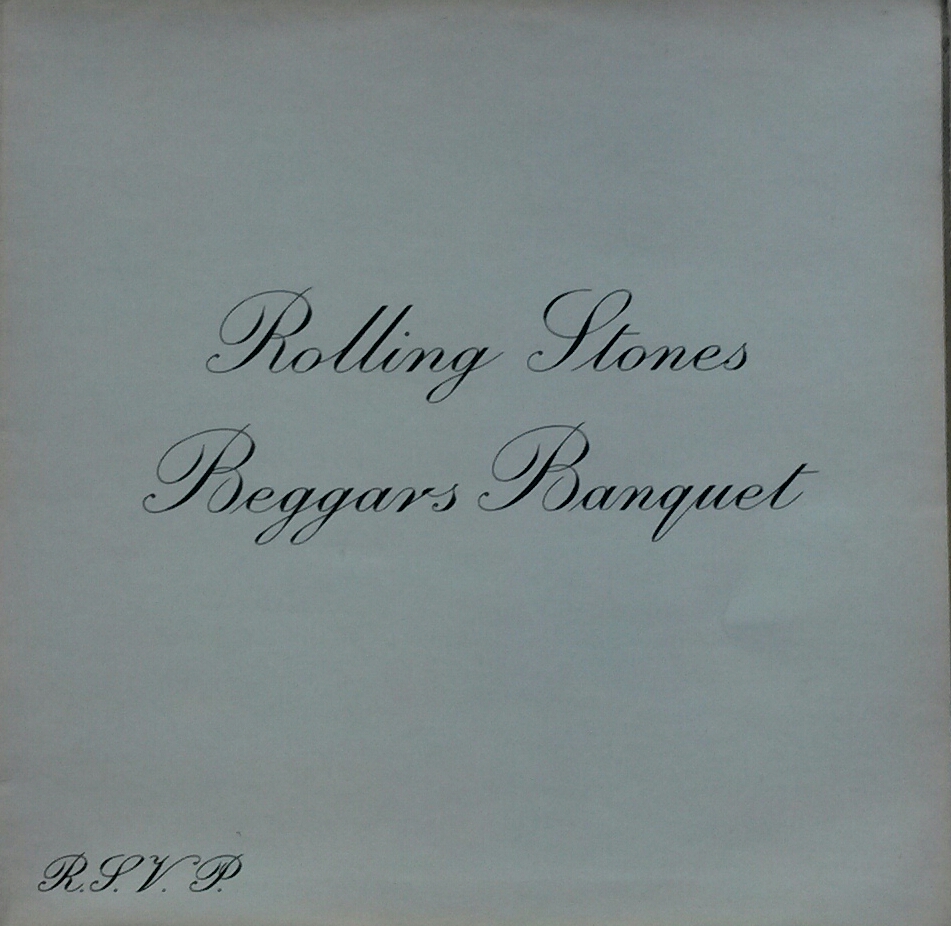 Rolling Stones
Beggars Banquet
R.S.V.P.